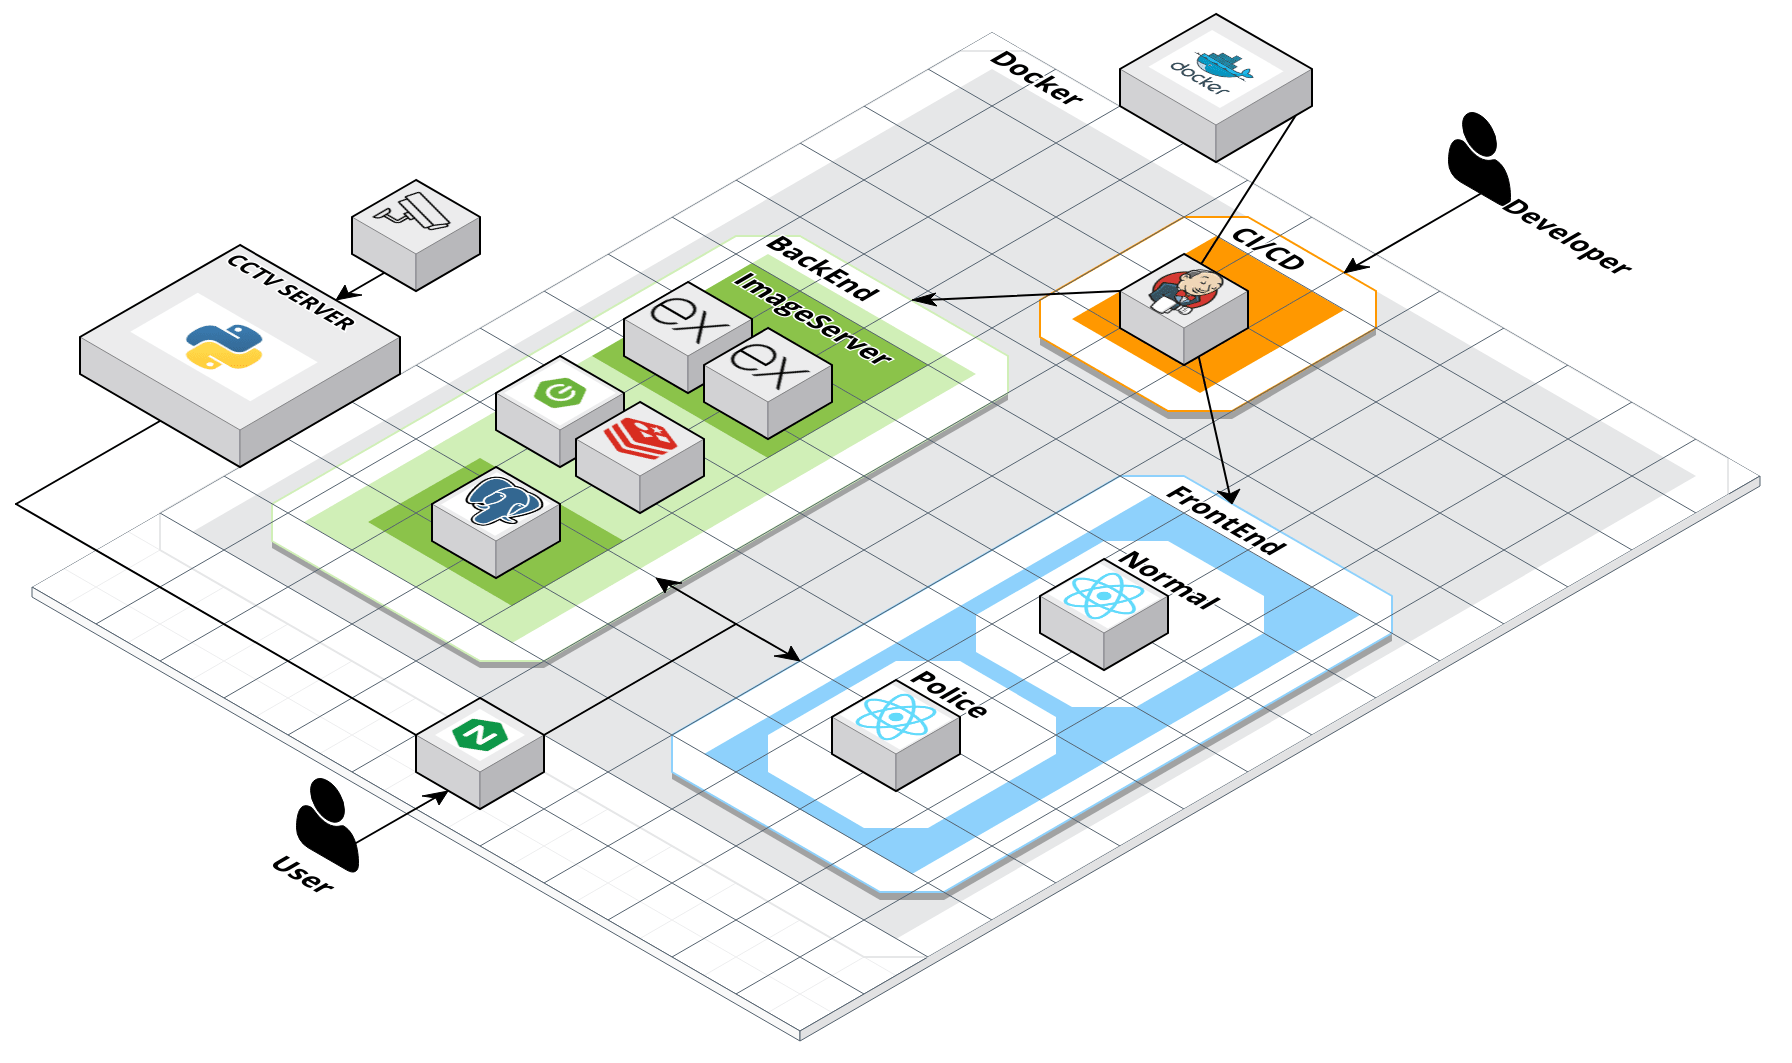 Docker
docker
Developer
CI/CD
BackEnd
ImageServer
ex
ex
CCTV SERVER
FrontEnd
Normal
Police
N
User